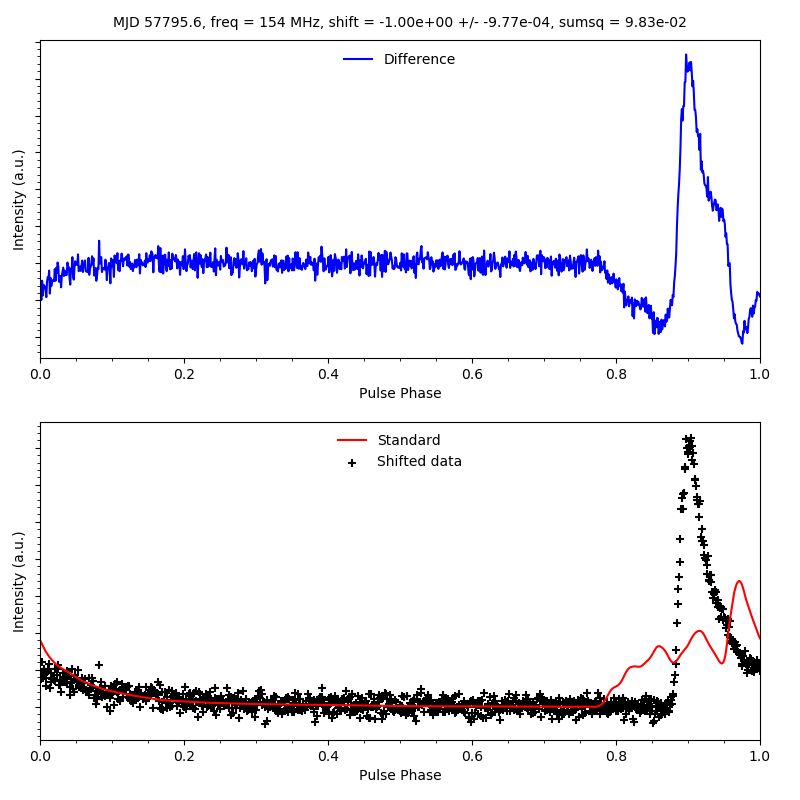 MJD 57795.6, freq = 154 MHz, shift = -1.00e+00 +/- -9.77e-04, sumsq = 9.83e-02
Difference
Intensity (a.u.)
0.0 0.2 0.4 0.6 0.8 1.0
Pulse Phase
Standard
Shifted data
Intensity (a.u.)
0.0 0.2 0.4 0.6 0.8 1.0
Pulse Phase